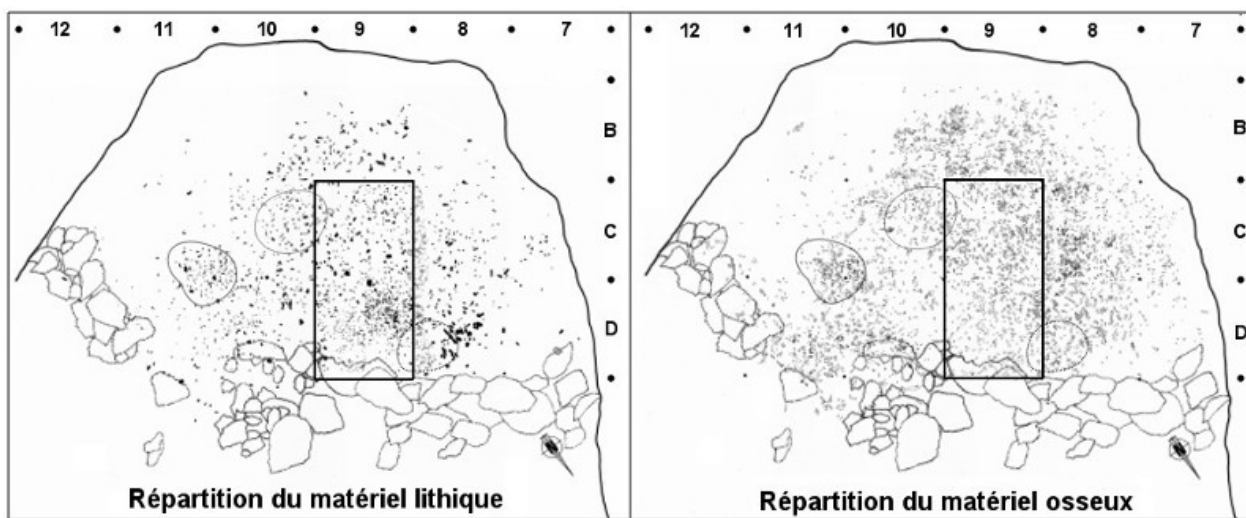 12 11 10 9 8 7
B
C
D
Répartition du matériel lithique
12 11 10 9 8 7
B
C
D
Répartition du matériel osseux